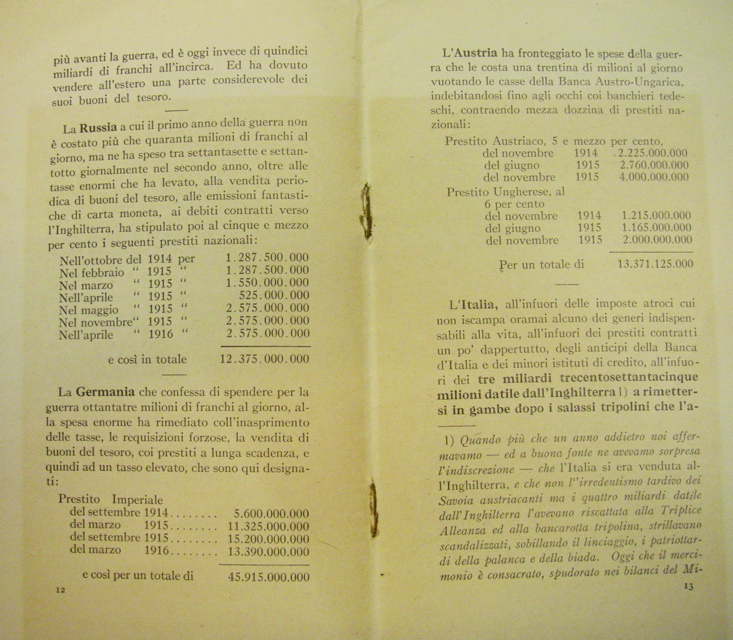 più avanti la guerra, ed è oggi invece di quindici
miliardi di franchi all'incirca. Ed ha dovuto
vendere all'estero una parte considerevole dei
suoi buoni del tesoro.
La Russia a cui il primo anno della guerra non
è costato più che quaranta milioni di franchi al
giorno, ma ne ha speso tra settantasette e settan-
totto giornalmente nel secondo anno, oltre alle
tasse enormi che ha levato, alla vendita perio-
dica di buoni del tesoro, alle emissioni fantasti-
che di carta moneta, ai debiti contratti verso
l'Inghilterra, ha stipulato poi al cinque e mezzo
per cento i seguenti prestiti nazionali:
Nell'ottobre del 1914 per 1.287.500.000
Nel febbraio " 1915 " 1.287.500.000
Nel marzo " 1915 " 1.550.000.000
Nell'aprile " 1915 " 525.000.000
Nel maggio " 1915 " 2.575.000.000
Nel novembre " 1915 " 2.575.000.000
Nell'aprile " 1916 " 2.575.000.000
e così in totale 12.375.000.000
La Germania che confessa di spendere per la
guerra ottantatre milioni di franchi al giorno, al-
la spesa enorme ha rimediato coll'inasprimento
delle tasse, le requisizioni forzose, la vendita di
buoni del tesoro, coi prestiti a lunga scadenza, e
quindi ad un tasso elevato, che sono qui designa-
ti:
Prestito Imperiale
del settembre 1914........ 5.600.000.000
del marzo 1915........ 11.325.000.000
del settembre 1915........ 15.200.000.000
del marzo 1916........ 13.390.000.000
e così per un totale di 45.915.000.000
12
L'Austria ha fronteggiato le spese della guer-
ra che le costa una trentina di milioni al giorno
vuotando le casse della Banca Austro-Ungarica,
indebitandosi fino agli occhi coi banchieri tede-
schi, contraendo mezza dozzina di prestiti na-
zionali:
Prestito Austriaco, 5 e mezzo per cento,
del novembre 1914 2.225.000.000
del giugno 1915 2.760.000.000
del novembre 1915 4.000.000.000
Prestito Ungherese, al
6 per cento
del novembre 1914 1.215.000.000
del giugno 1915 1.165.000.000
del novembre 1915 2.000.000.000
Per un totale di 13.371.125.000
L'Italia, all'infuori delle imposte atroci cui
non iscampa oramai alcuno dei generi indispen-
sabili alla vita, all'infuori dei prestiti contratti
un po' dappertutto, degli anticipi della Banca
d'Italia e dei minori istituti di credito, all'infuo-
ri dei tre miliardi trecentosettantacinque
milioni datile dall'Inghilterra 1) a rimetter-
si in gambe dopo i salassi tripolini che l'a-
1) Quando più che un anno addietro noi affer-
mavamo — ed a buona fonte ne avevamo sorpresa
l'indiscrezione — che l'Italia si era venduta al-
l'Inghilterra, e che non l'irredentismo tardivo dei
Savoia austriacanti ma i quattro miliardi datile
dall'Inghilterra l'avevano riscattata alla Triplice
Alleanza ed alla bancarotta tripolina, strillavano
scandalizzati, sobillando il linciaggio, i patriottar-
di della palanca e della biada. Oggi che il merci-
monio è consacrato, spudorato nei bilanci del Mi-
13